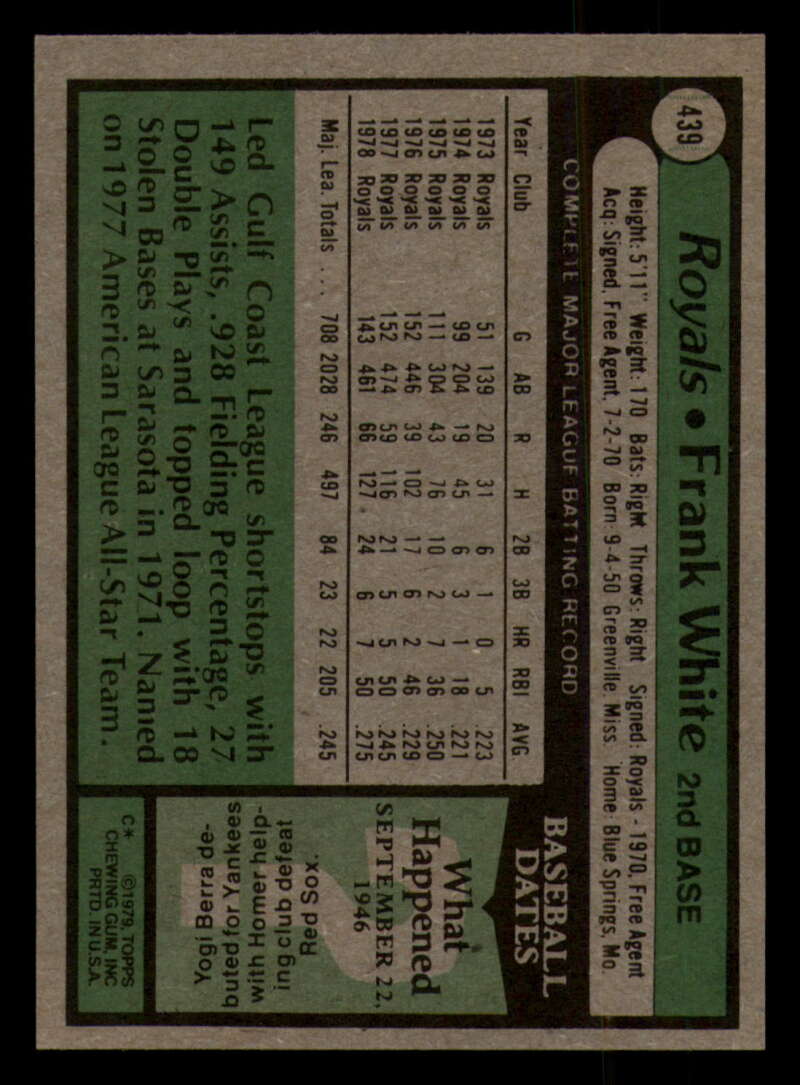 439
Royals • Frank White 2nd BASE
Height: 5'11" Weight: 170 Bats: Right Throws: Right Signed: Royals - 1970, Free Agent
Acq: Signed, Free Agent, 7-2-70 Born: 9-4-50 Greenville, Miss Home: Blue Springs, Mo.
COMPLETE MAJOR LEAGUE BATTING RECORD
Year Club G AB R H 2B 3B HR RBI AVG
1973 Royals 51 139 20 31 6 1 0 5 .223
1974 Royals 99 204 19 45 6 3 1 18 .221
1975 Royals 111 304 43 76 10 2 7 36 .250
1976 Royals 152 446 39 102 17 6 2 46 .229
1977 Royals 152 474 59 116 21 5 5 50 .245
1978 Royals 143 461 66 127 24 6 7 50 .275
Maj. Lea. Totals . . . 708 2028 246 497 84 23 22 205 .245
Led Gulf Coast League shortstops with
149 Assists, .928 Fielding Percentage, 27
Double Plays and topped loop with 18
Stolen Bases at Sarasota in 1971. Named
on 1977 American League All-Star Team.
BASEBALL
DATES
What
Happened
SEPTEMBER 22,
1946
Yogi Berra de-
buted for Yankees
with Homer help-
ing club defeat
Red Sox.
C* ©1979, TOPPS
CHEWING GUM, INC
PRTD. IN U.S.A.